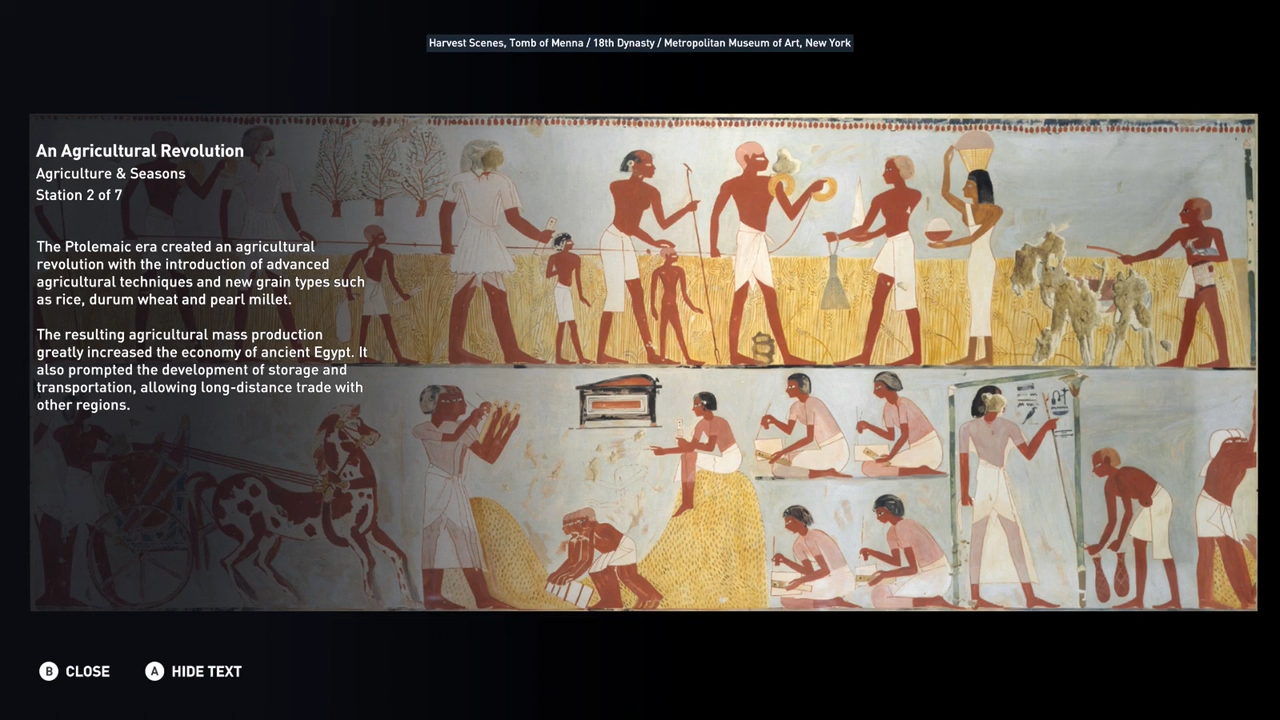 Harvest Scenes, Tomb of Menna / 18th Dynasty / Metropolitan Museum of Art, New York
An Agricultural Revolution
Agriculture & Seasons
Station 2 of 7
The Ptolemaic era created an agricultural
revolution with the introduction of advanced
agricultural techniques and new grain types such
as rice, durum wheat and pearl millet.
The resulting agricultural mass production
greatly increased the economy of ancient Egypt. It
also prompted the development of storage and
transportation, allowing long-distance trade with
other regions.
B CLOSE A HIDE TEXT